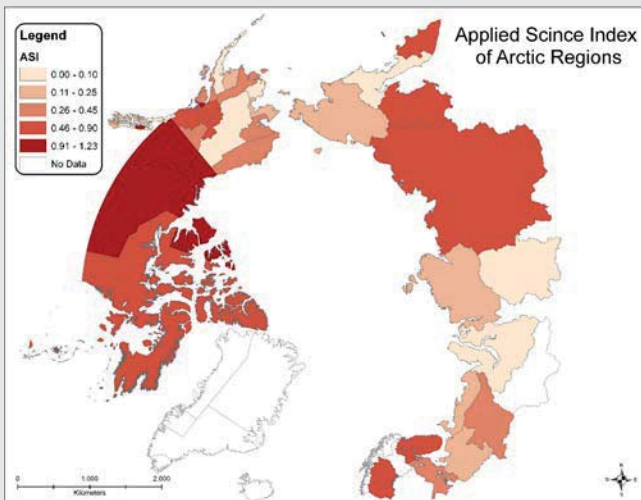 Applied Scince Index
of Arctic Regions
Legend
ASI
0.00 - 0.10
0.11 - 0.25
0.26 - 0.45
0.46 - 0.90
0.91 - 1.23
No Data
0 1,000 2,000
Kilometers